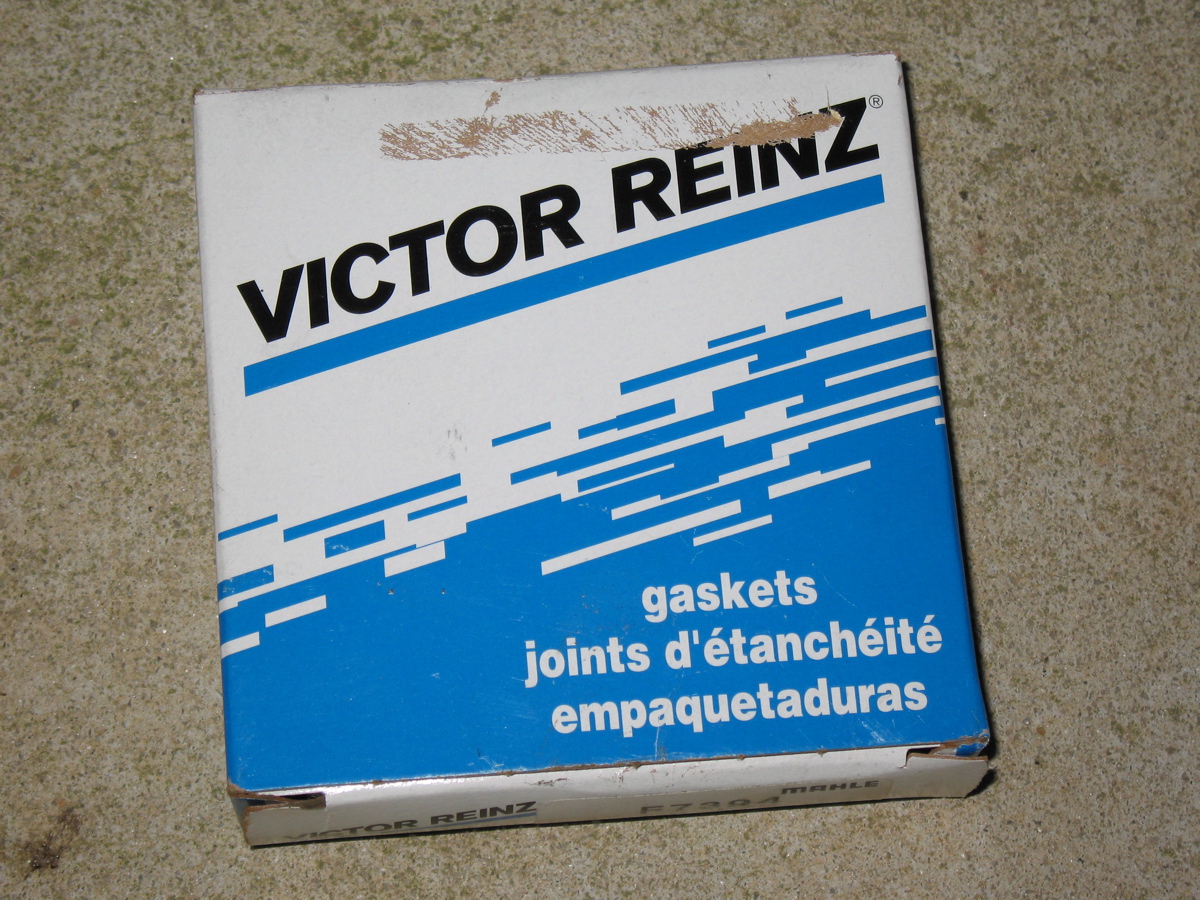 VICTOR REINZ®
gaskets
joints d'étanchéité
empaquetaduras
VICTOR REINZ
MAHLE